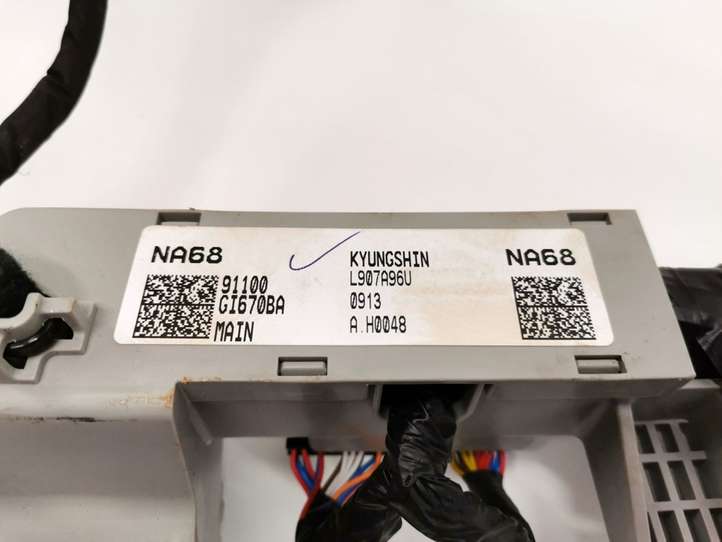 NA68
91100
GI670BA
MAIN
KYUNGSHIN
L907A96U
0913
A.H0048
NA68